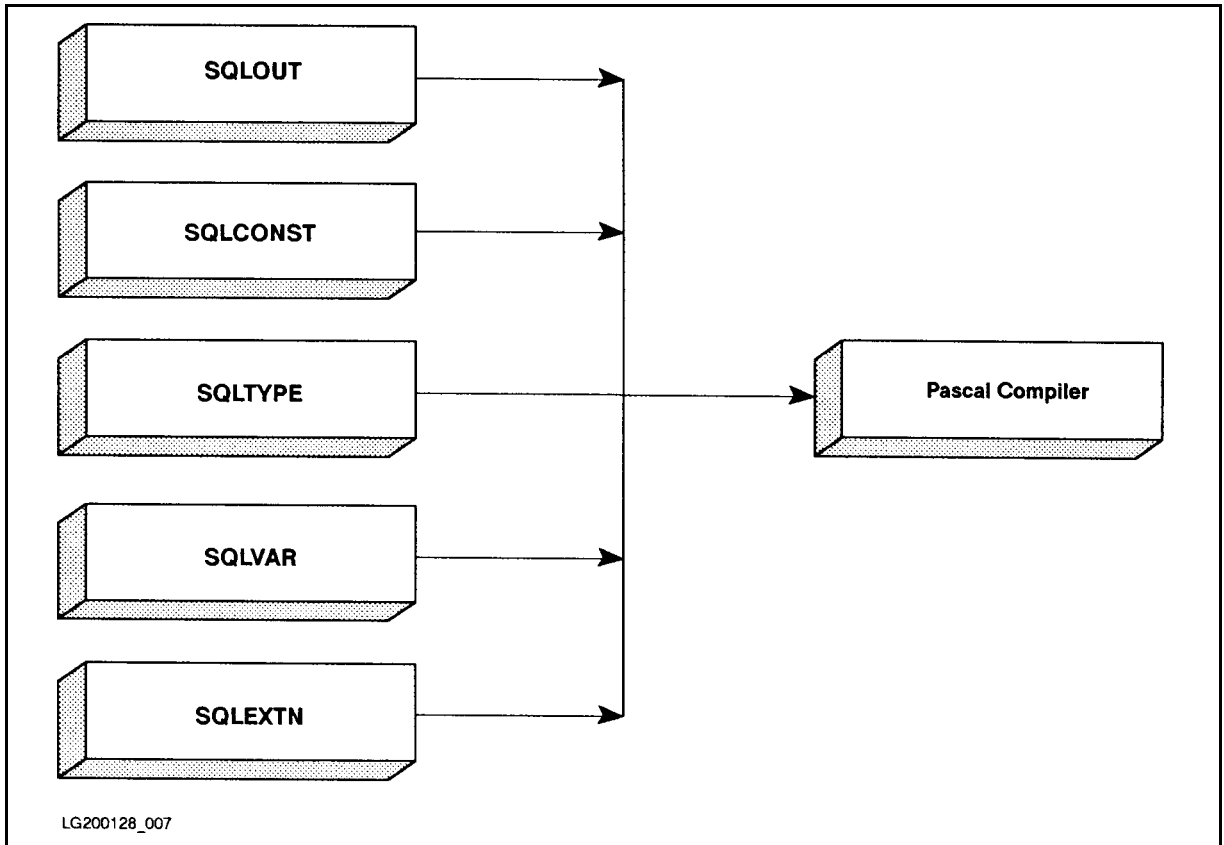 SQLOUT
SQLCONST
SQLTYPE
Pascal Compiler
SQLVAR
SQLEXTN
LG200128_007